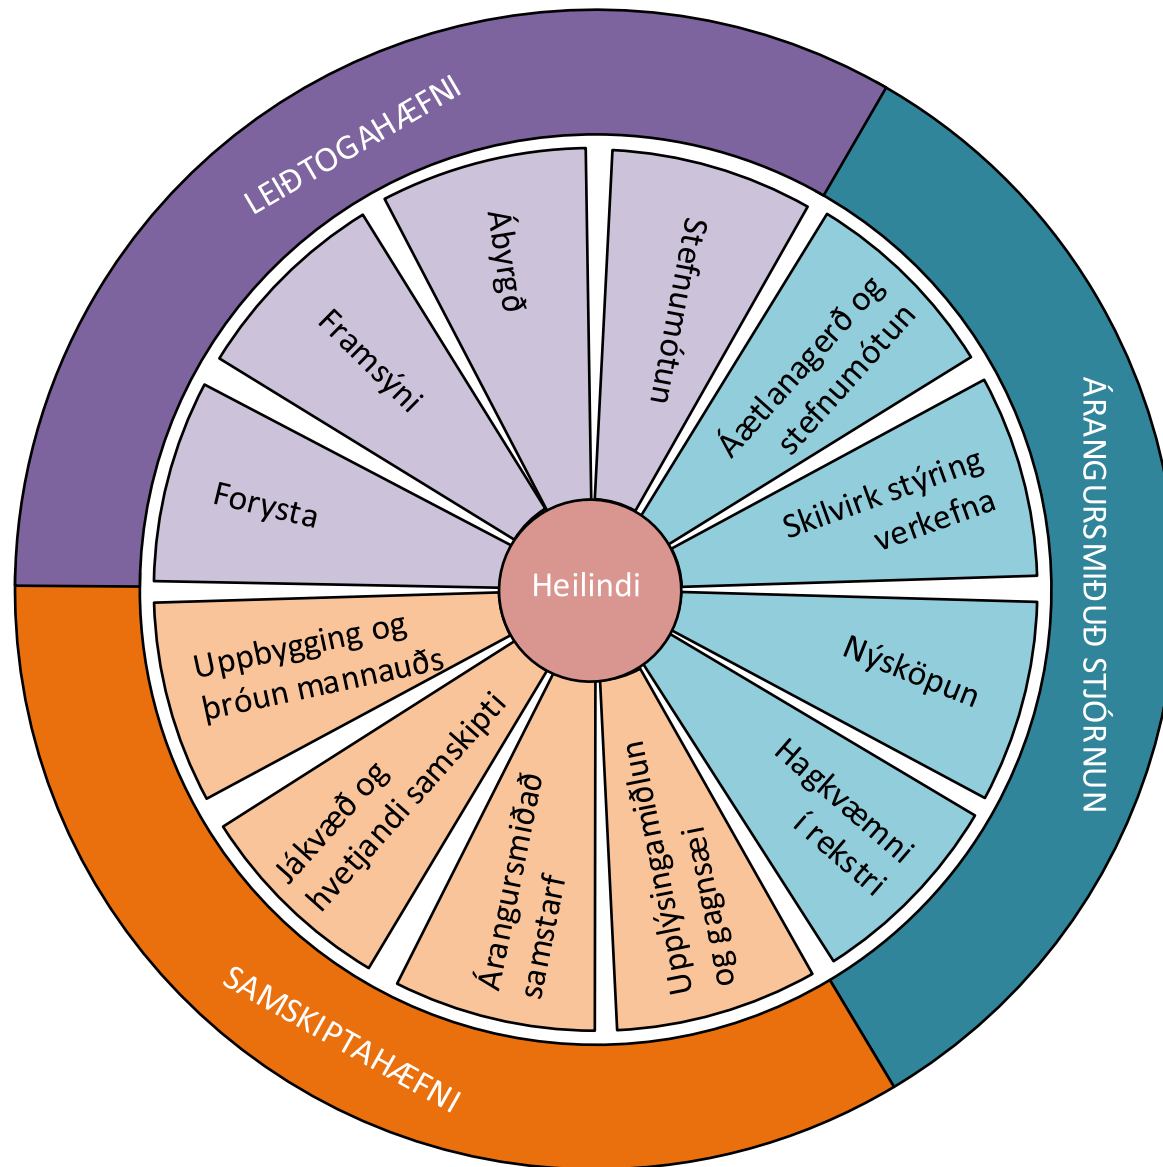 LEIÐTOGAHÆFNI
Forysta
Framsýni
Ábyrgð
Stefnumótun
ÁRANGURSMIÐUÐ STJÓRNUN
Áætlanagerð og
stefnumótun
Skilvirk stýring
verkefna
Nýsköpun
Hagkvæmni
í rekstri
SAMSKIPTAHÆFNI
Upplýsingamiðlun
og gagnsæi
Árangursmiðað
samstarf
Jákvæð og
hvetjandi samskipti
Uppbygging og
þróun mannauðs
Heilindi